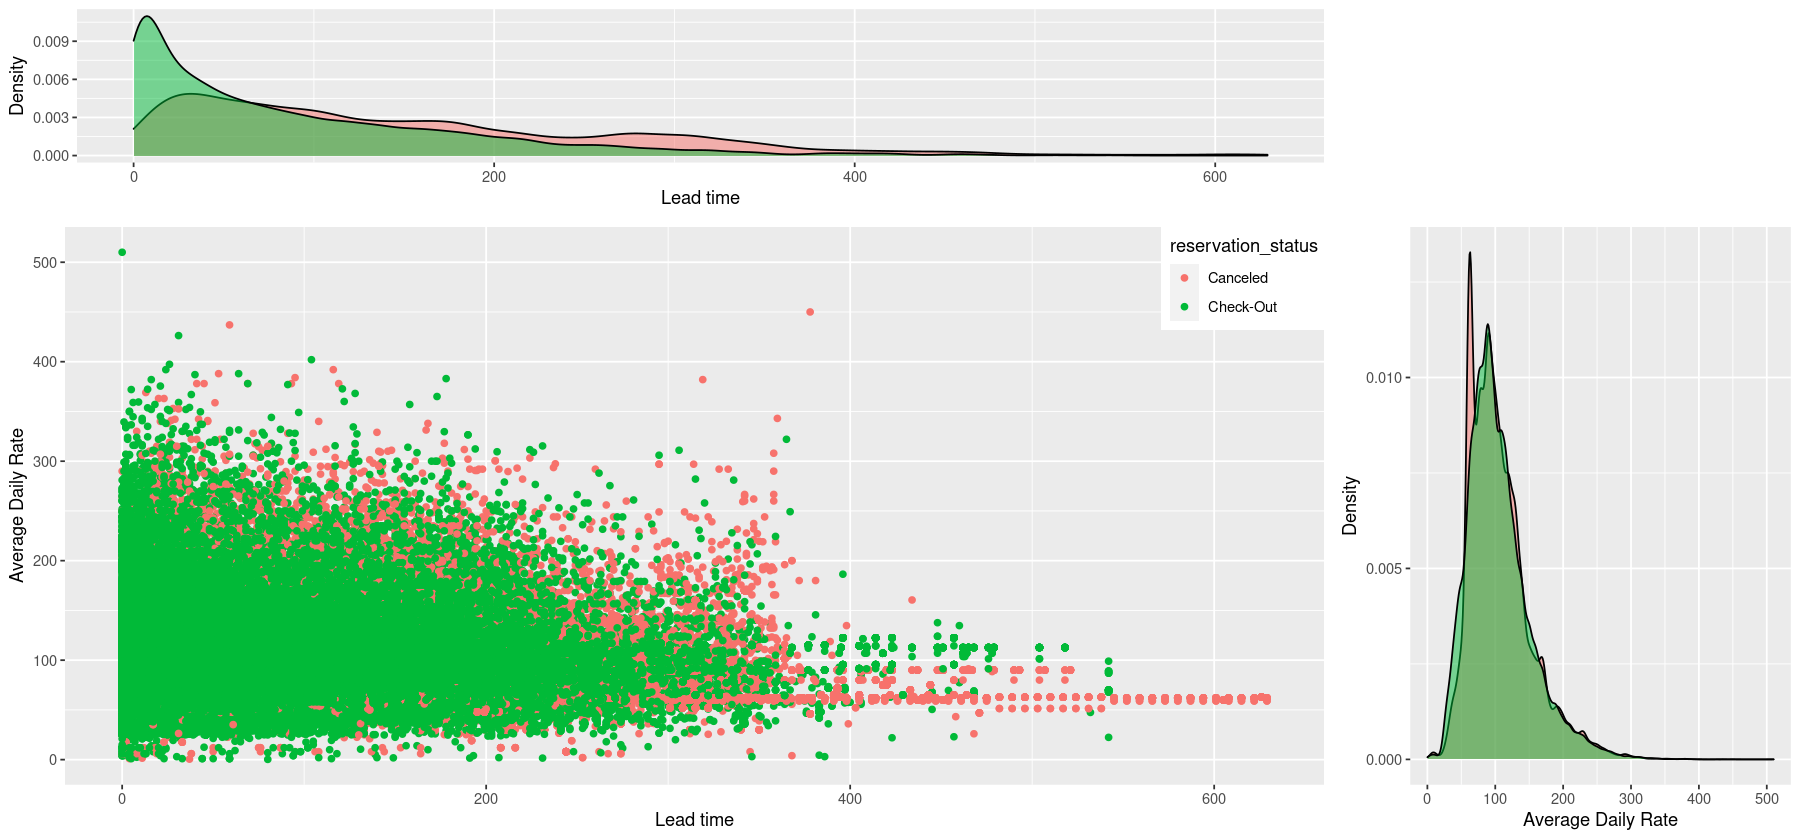 Density
0.009
0.006
0.003
0.000
0 200 400 600
Lead time
Average Daily Rate
500
400
300
200
100
0
0 200 400 600
Lead time
reservation_status
Canceled
Check-Out
Density
0.010
0.005
0.000
0 100 200 300 400 500
Average Daily Rate